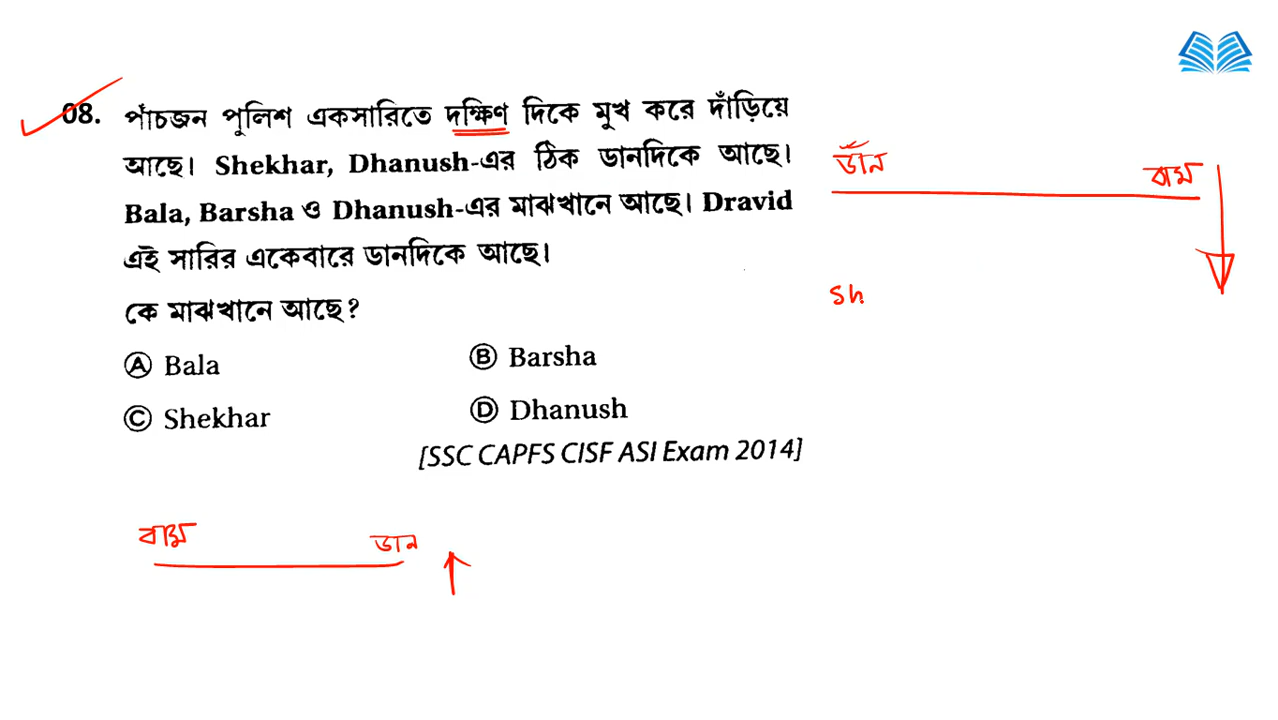 08. পাঁচজন পুলিশ একসারিতে দক্ষিণ দিকে মুখ করে দাঁড়িয়ে
আছে। Shekhar, Dhanush-এর ঠিক ডানদিকে আছে।
Bala, Barsha ও Dhanush-এর মাঝখানে আছে। Dravid
এই সারির একেবারে ডানদিকে আছে।
কে মাঝখানে আছে?
Ⓐ Bala Ⓑ Barsha
Ⓒ Shekhar Ⓓ Dhanush
[SSC CAPFS CISF ASI Exam 2014]
ডান বাম
Sh.
বাম ডান